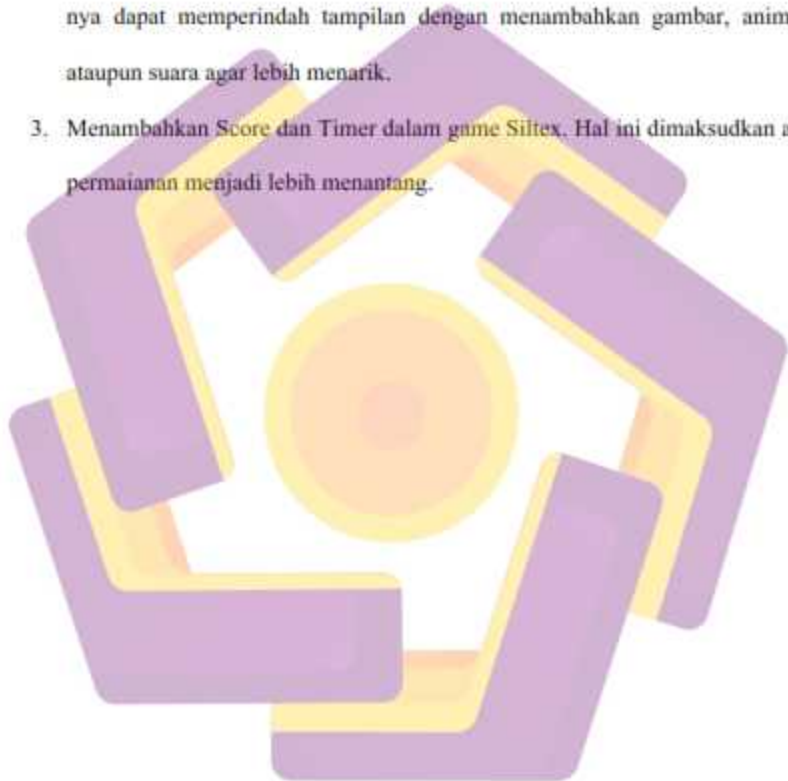 nya dapat memperindah tampilan dengan menambahkan gambar, anim
ataupun suara agar lebih menarik.
3. Menambahkan Score dan Timer dalam game Siltex. Hal ini dimaksudkan a
permaianan menjadi lebih menantang.